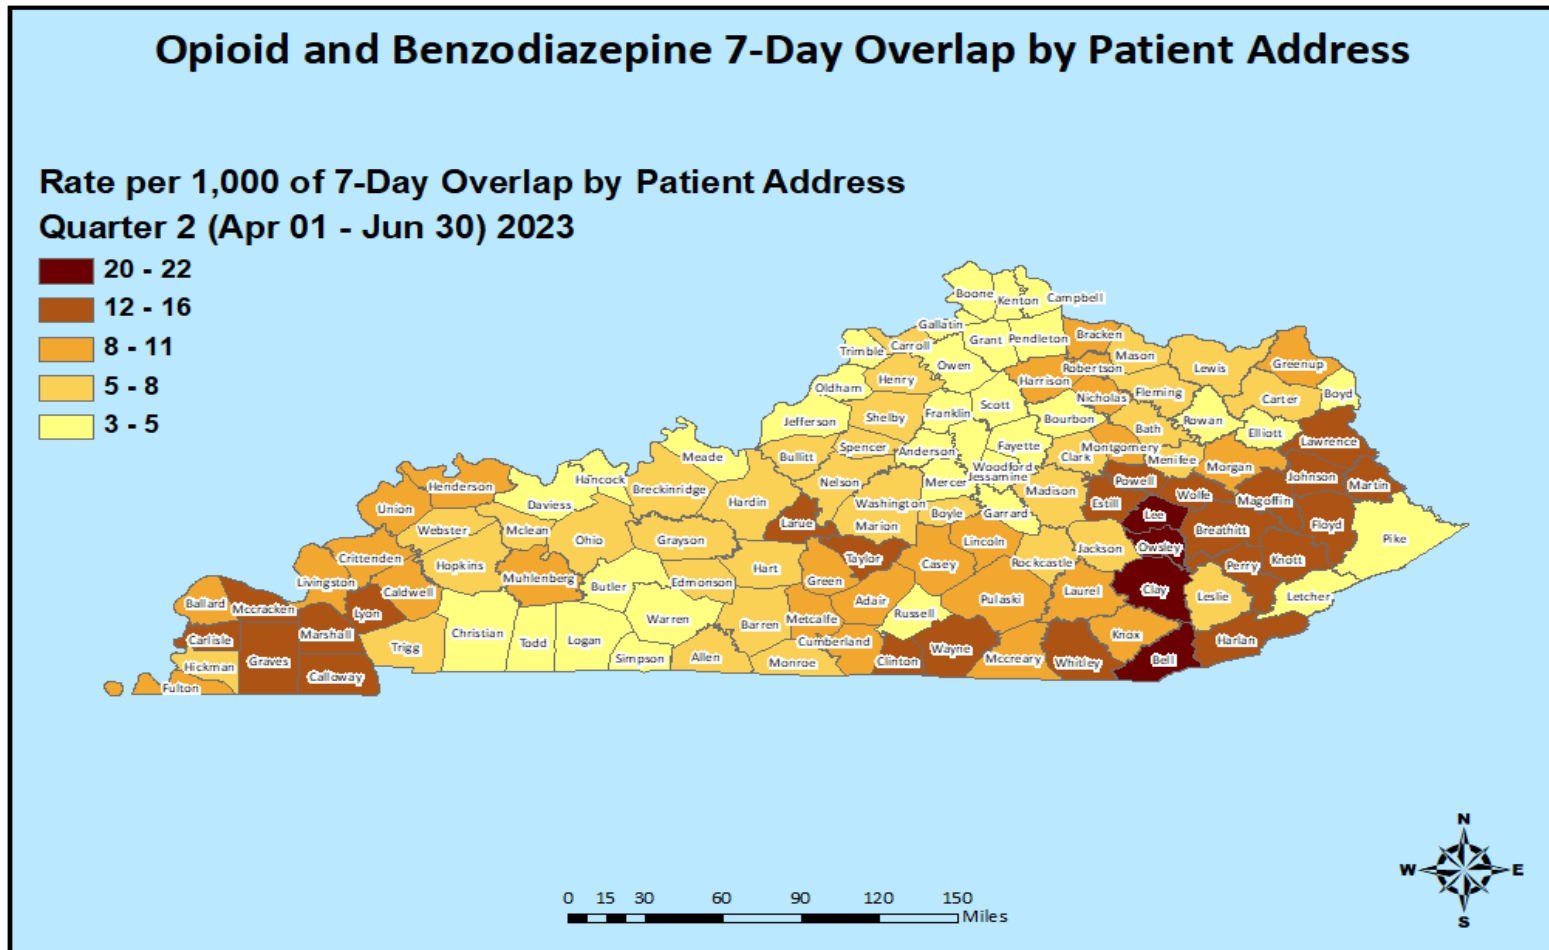 Opioid and Benzodiazepine 7-Day Overlap by Patient Address
Rate per 1,000 of 7-Day Overlap by Patient Address
Quarter 2 (Apr 01 - Jun 30) 2023
20 - 22
12 - 16
8 - 11
5 - 8
3 - 5
Boone
Kenton
Campbell
Gallatin
Grant
Pendleton
Bracken
Trimble
Carroll
Owen
Robertson
Mason
Lewis
Greenup
Oldham
Henry
Harrison
Nicholas
Fleming
Carter
Boyd
Jefferson
Shelby
Franklin
Scott
Bourbon
Rowan
Elliott
Lawrence
Meade
Bullitt
Spencer
Anderson
Fayette
Woodford
Jessamine
Clark
Montgomery
Bath
Menifee
Morgan
Johnson
Martin
Hancock
Breckinridge
Hardin
Nelson
Washington
Mercer
Madison
Powell
Estill
Wolfe
Magoffin
Henderson
Union
Daviess
Webster
Mclean
Ohio
Grayson
Larue
Marion
Boyle
Garrard
Lee
Breathitt
Floyd
Pike
Crittenden
Livingston
Hopkins
Muhlenberg
Butler
Edmonson
Hart
Green
Taylor
Casey
Lincoln
Rockcastle
Jackson
Owsley
Perry
Knott
Ballard
Mccracken
Lyon
Caldwell
Warren
Barren
Metcalfe
Adair
Russell
Pulaski
Laurel
Clay
Leslie
Letcher
Carlisle
Marshall
Christian
Todd
Logan
Simpson
Allen
Monroe
Cumberland
Clinton
Wayne
Mccreary
Whitley
Knox
Harlan
Hickman
Graves
Calloway
Trigg
Bell
Fulton
N
W
E
S
0 15 30 60 90 120 150
Miles